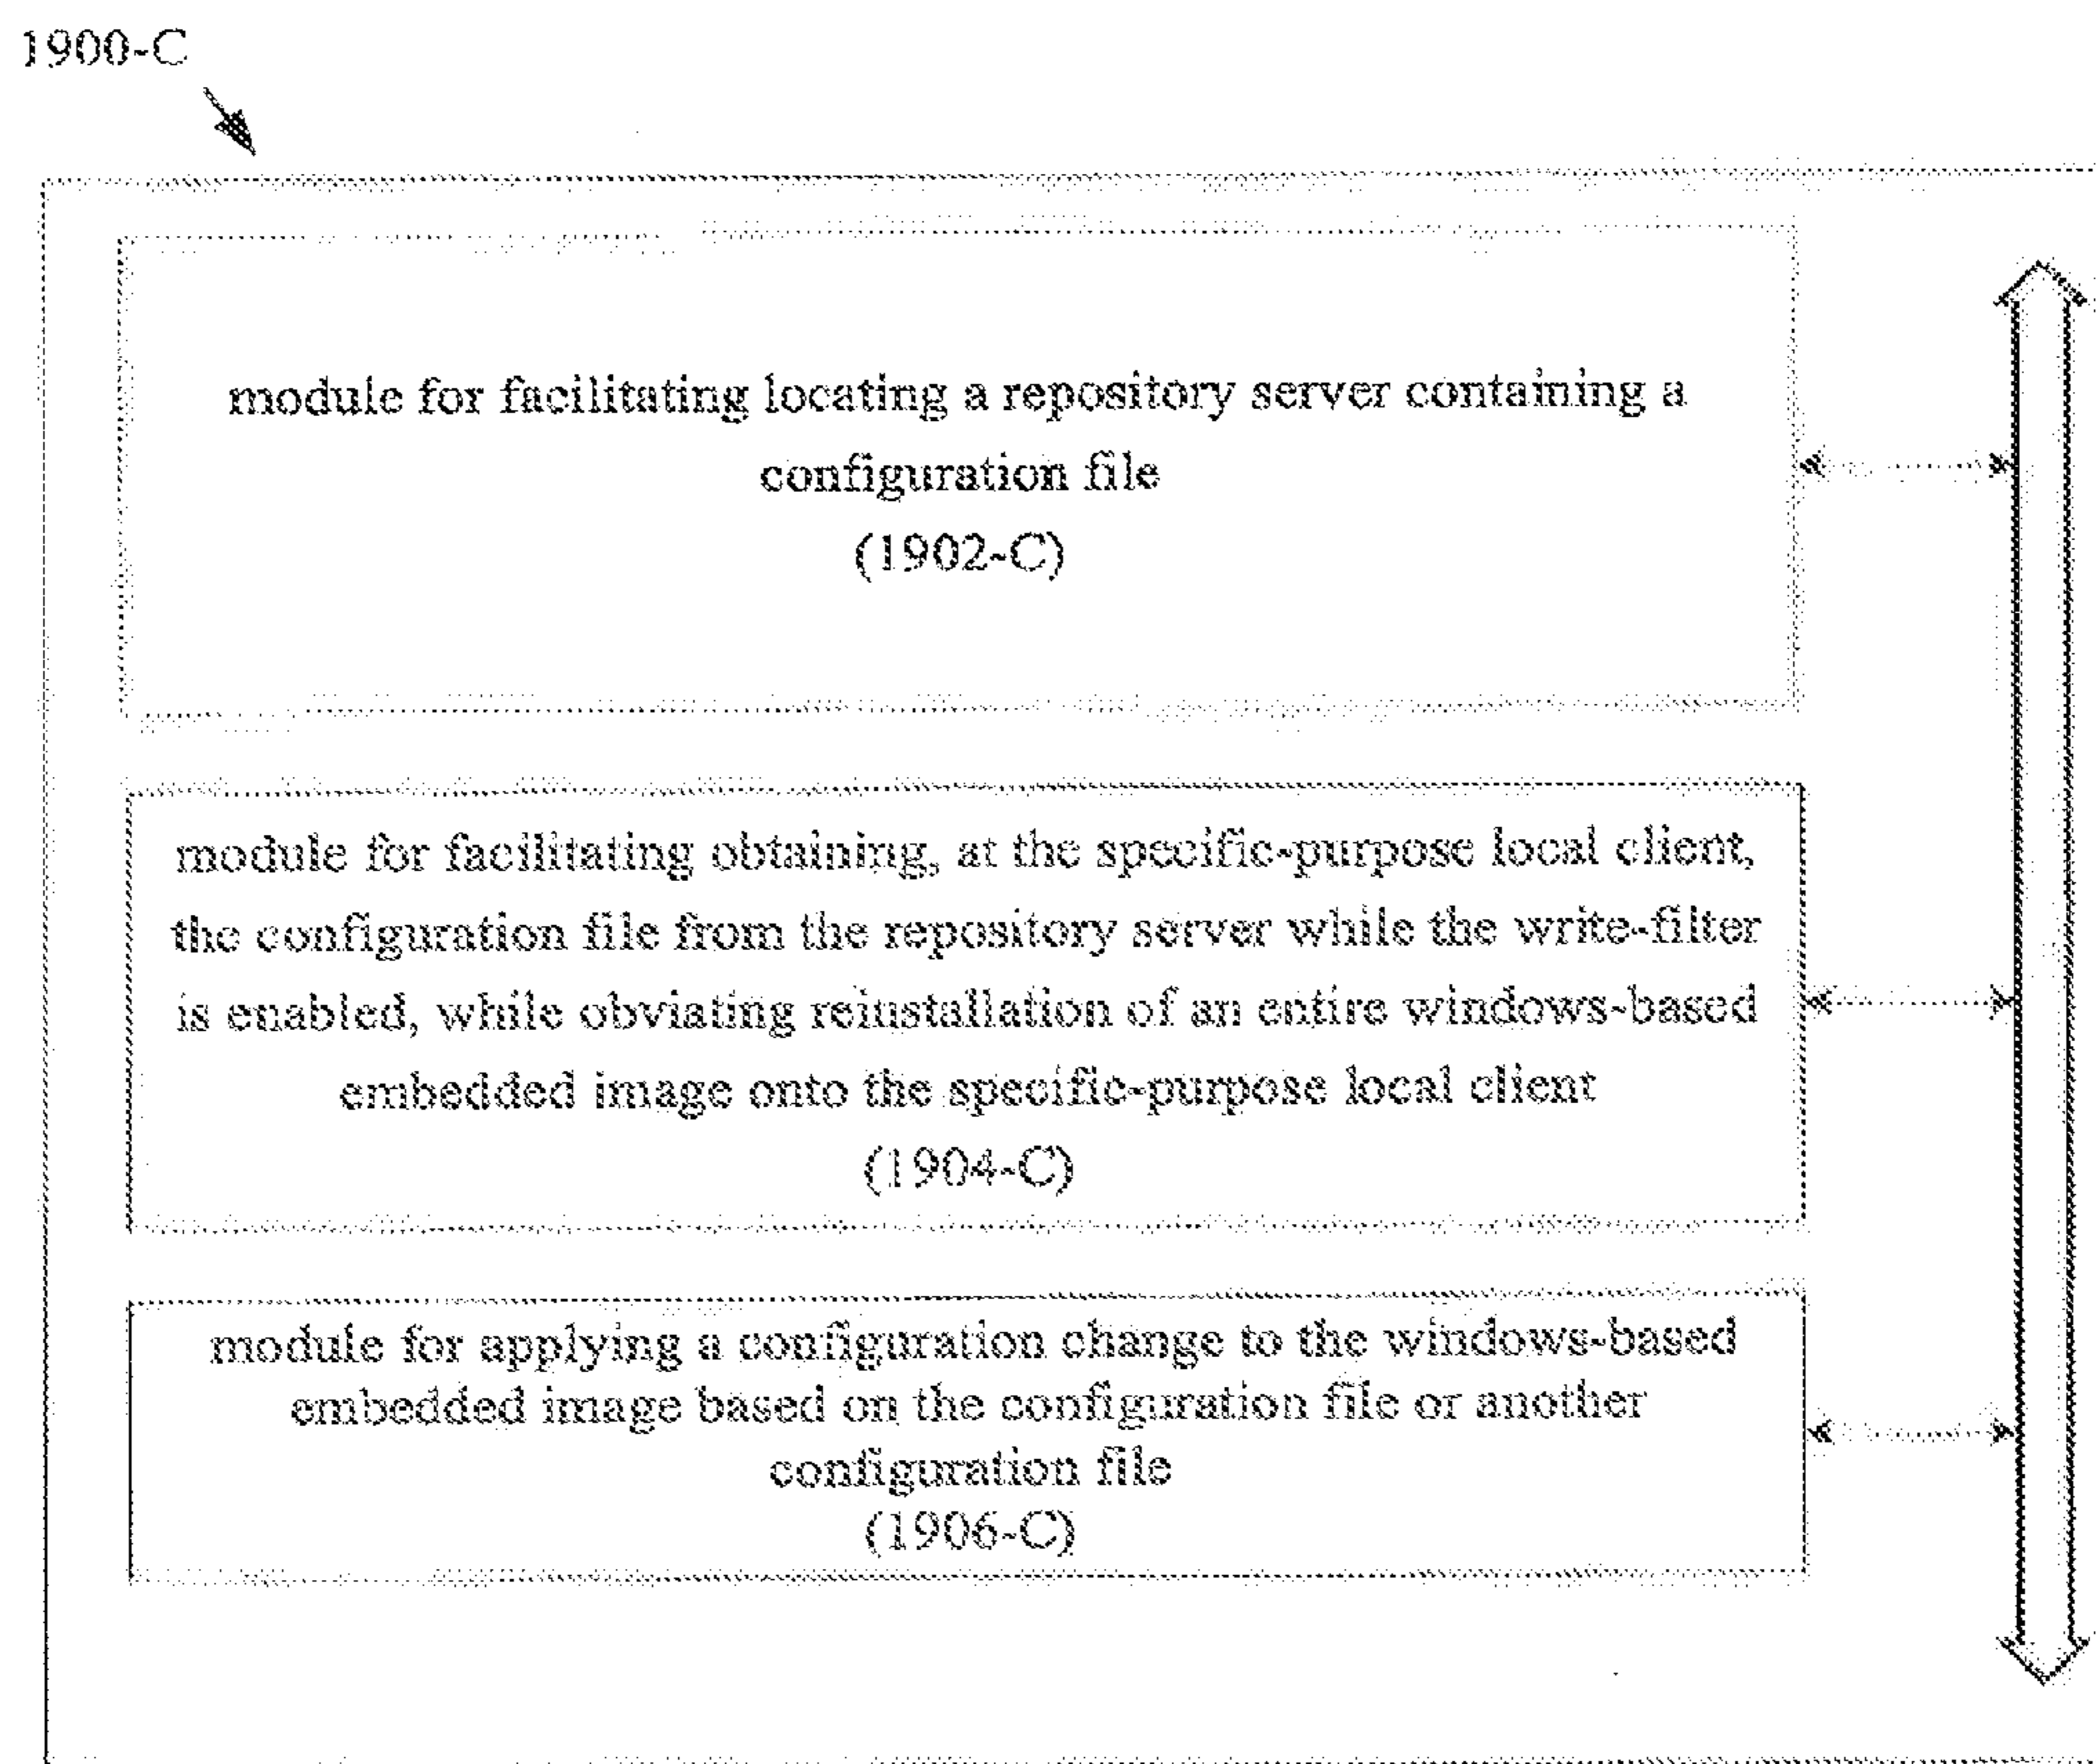 1900-C
module for facilitating locating a repository server containing a
configuration file
(1902-C)
module for facilitating obtaining, at the specific-purpose local client,
the configuration file from the repository server while the write-filter
is enabled, while obviating reinstallation of an entire windows-based
embedded image onto the specific-purpose local client
(1904-C)
module for applying a configuration change to the windows-based
embedded image based on the configuration file or another
configuration file
(1906-C)